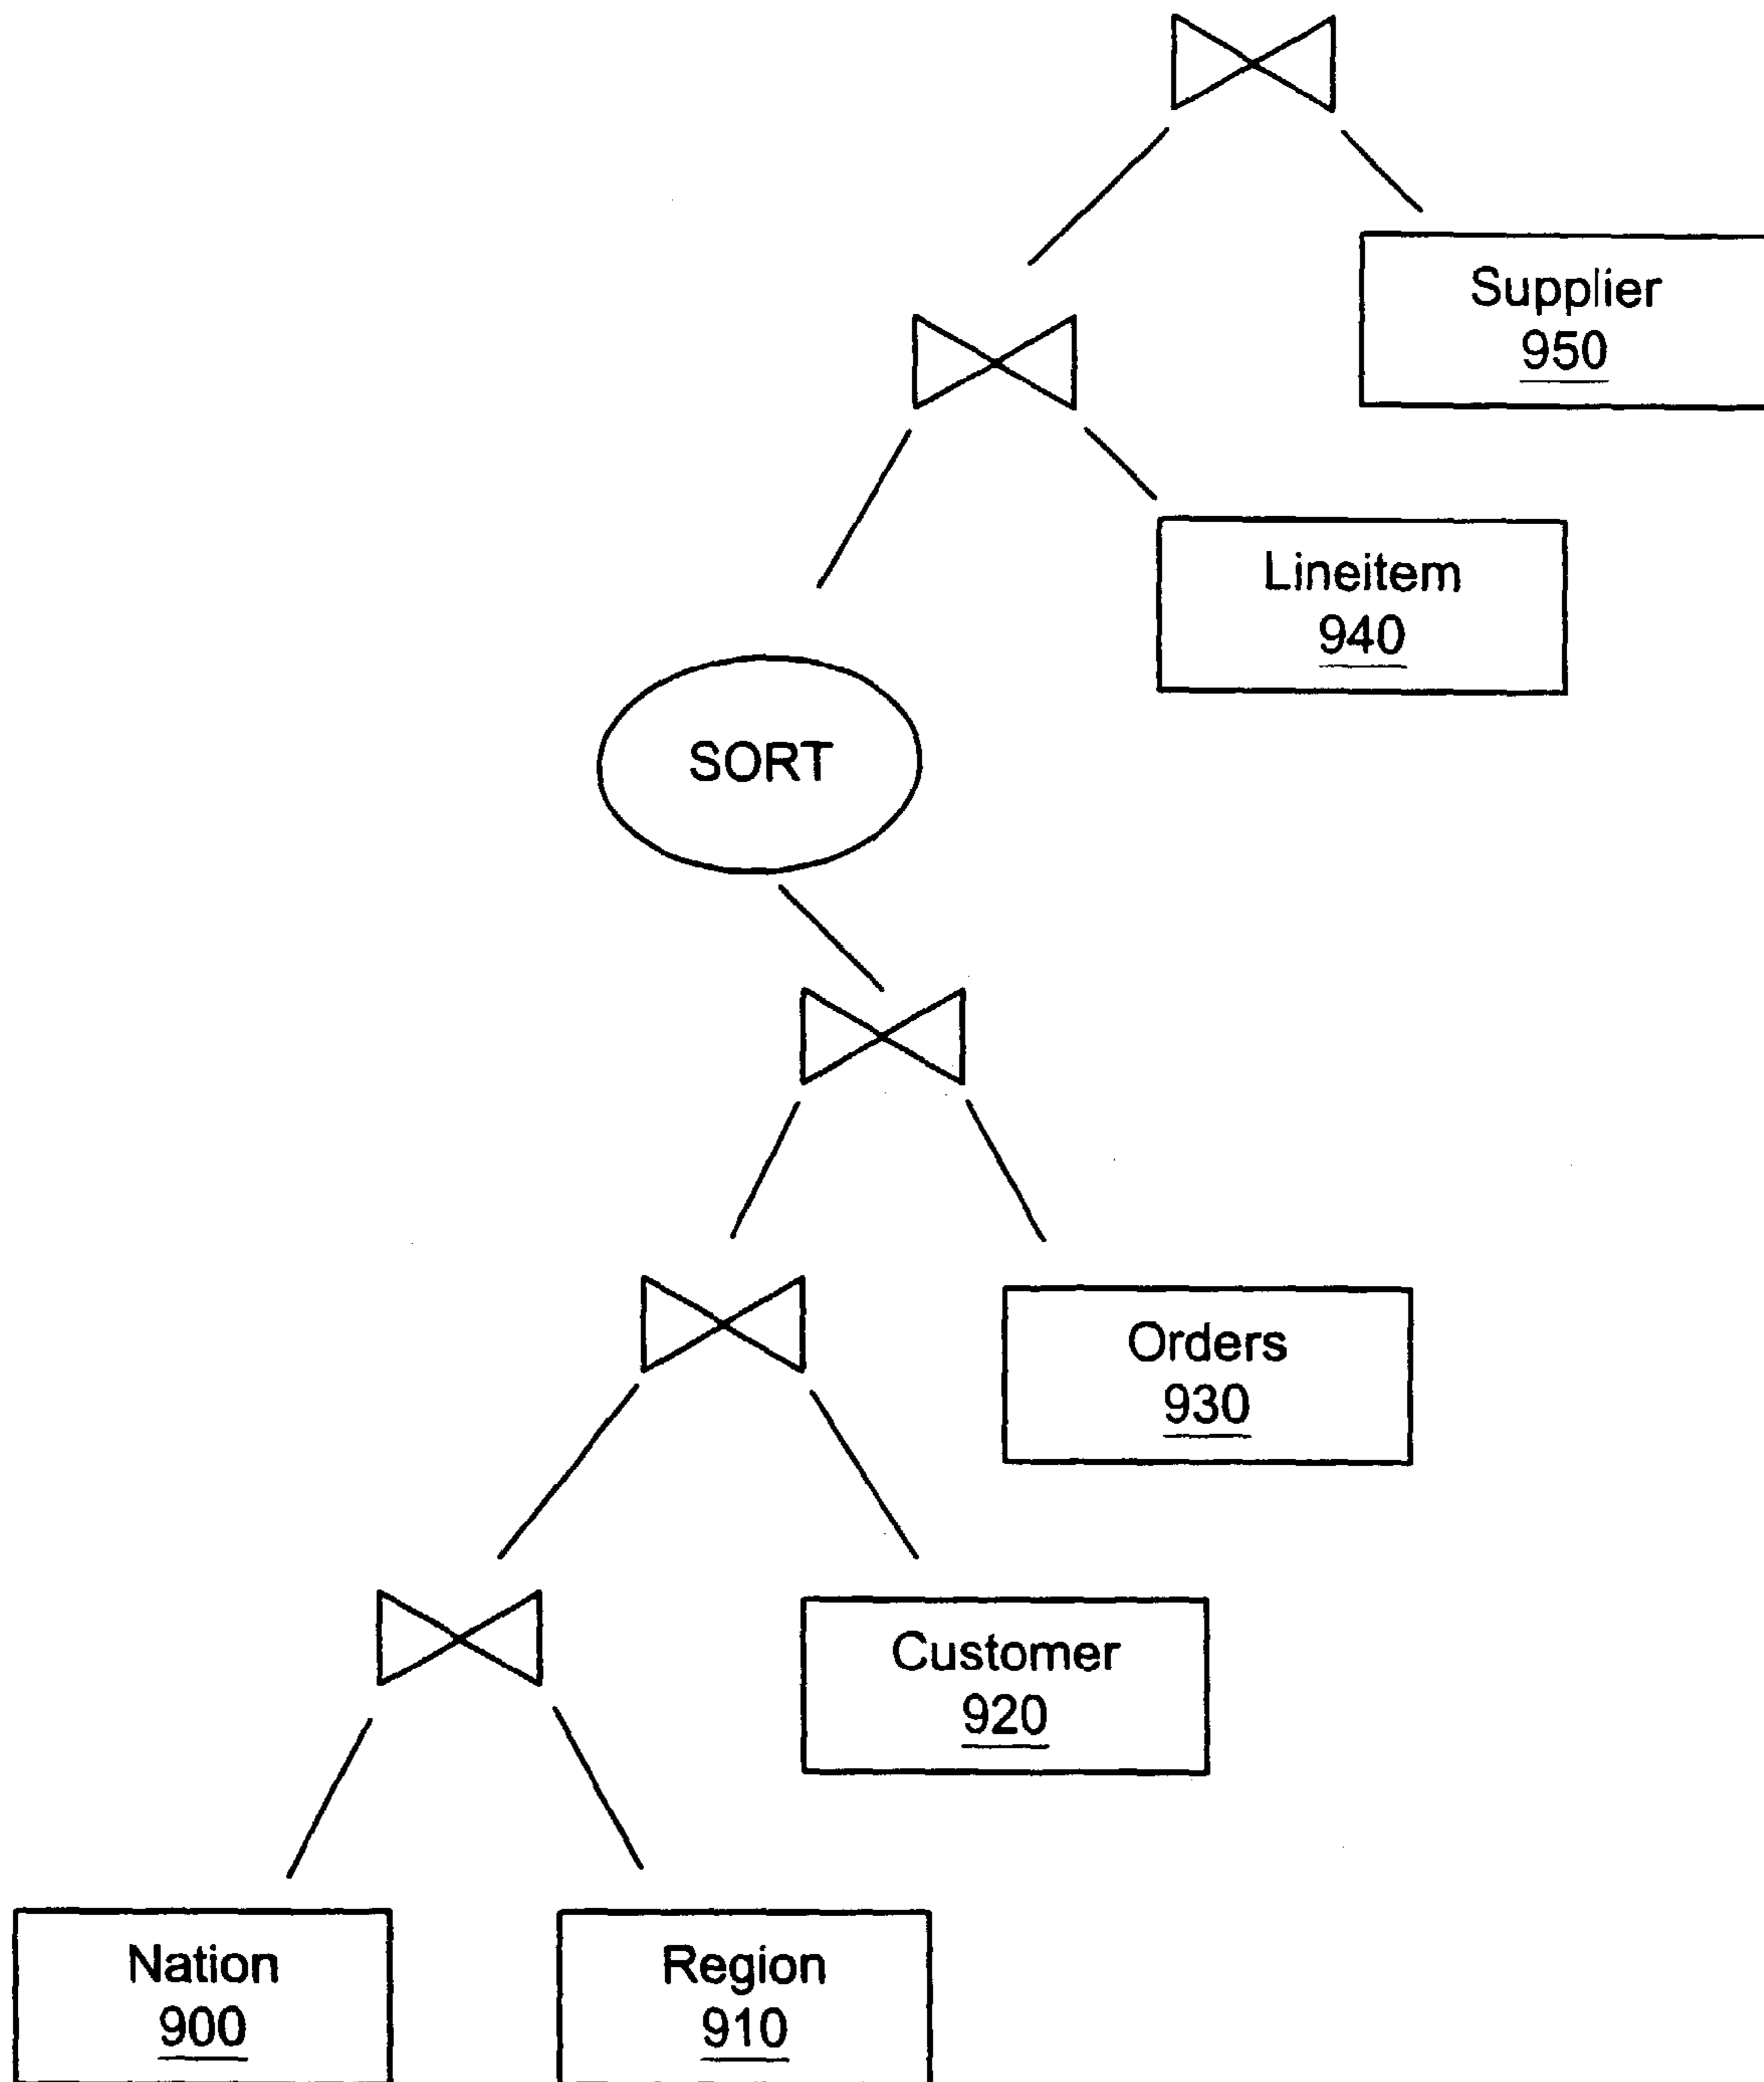 Supplier
950
Lineitem
940
SORT
Orders
930
Customer
920
Nation
900
Region
910